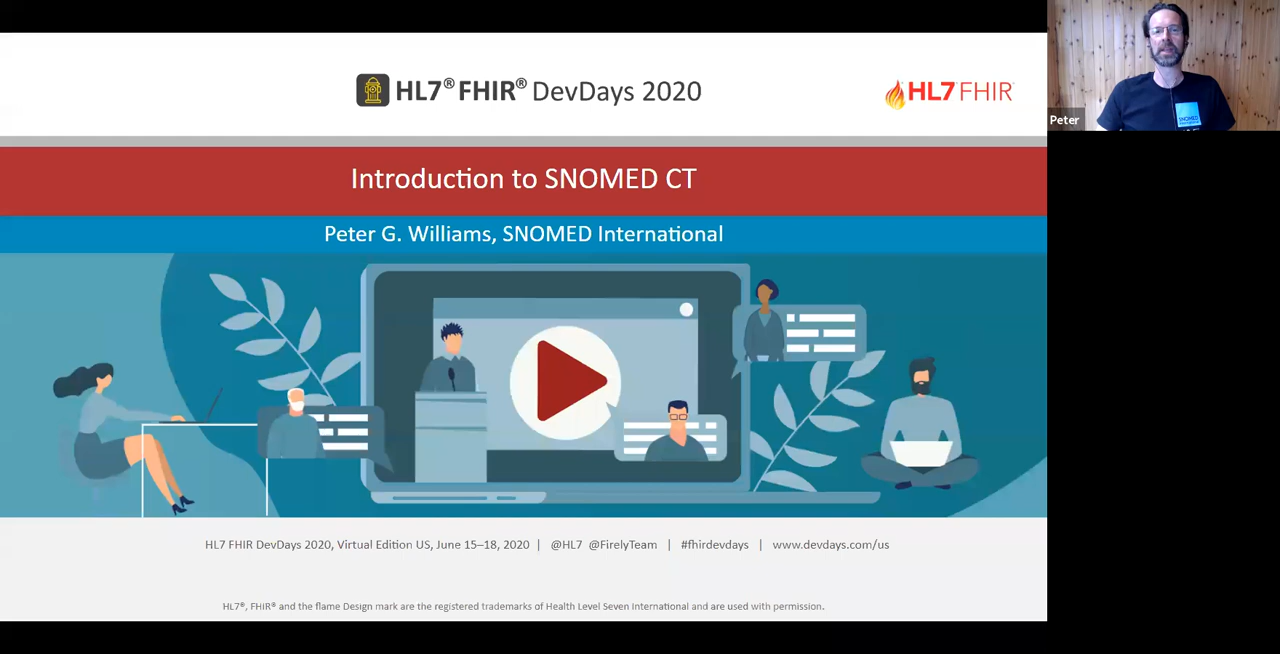 HL7® FHIR® DevDays 2020
HL7 FHIR
Peter
SNOMED
Introduction to SNOMED CT
Peter G. Williams, SNOMED International
HL7 FHIR DevDays 2020, Virtual Edition US, June 15–18, 2020 | @HL7 @FirelyTeam | #fhirdevdays | www.devdays.com/us
HL7®, FHIR® and the flame Design mark are the registered trademarks of Health Level Seven International and are used with permission.